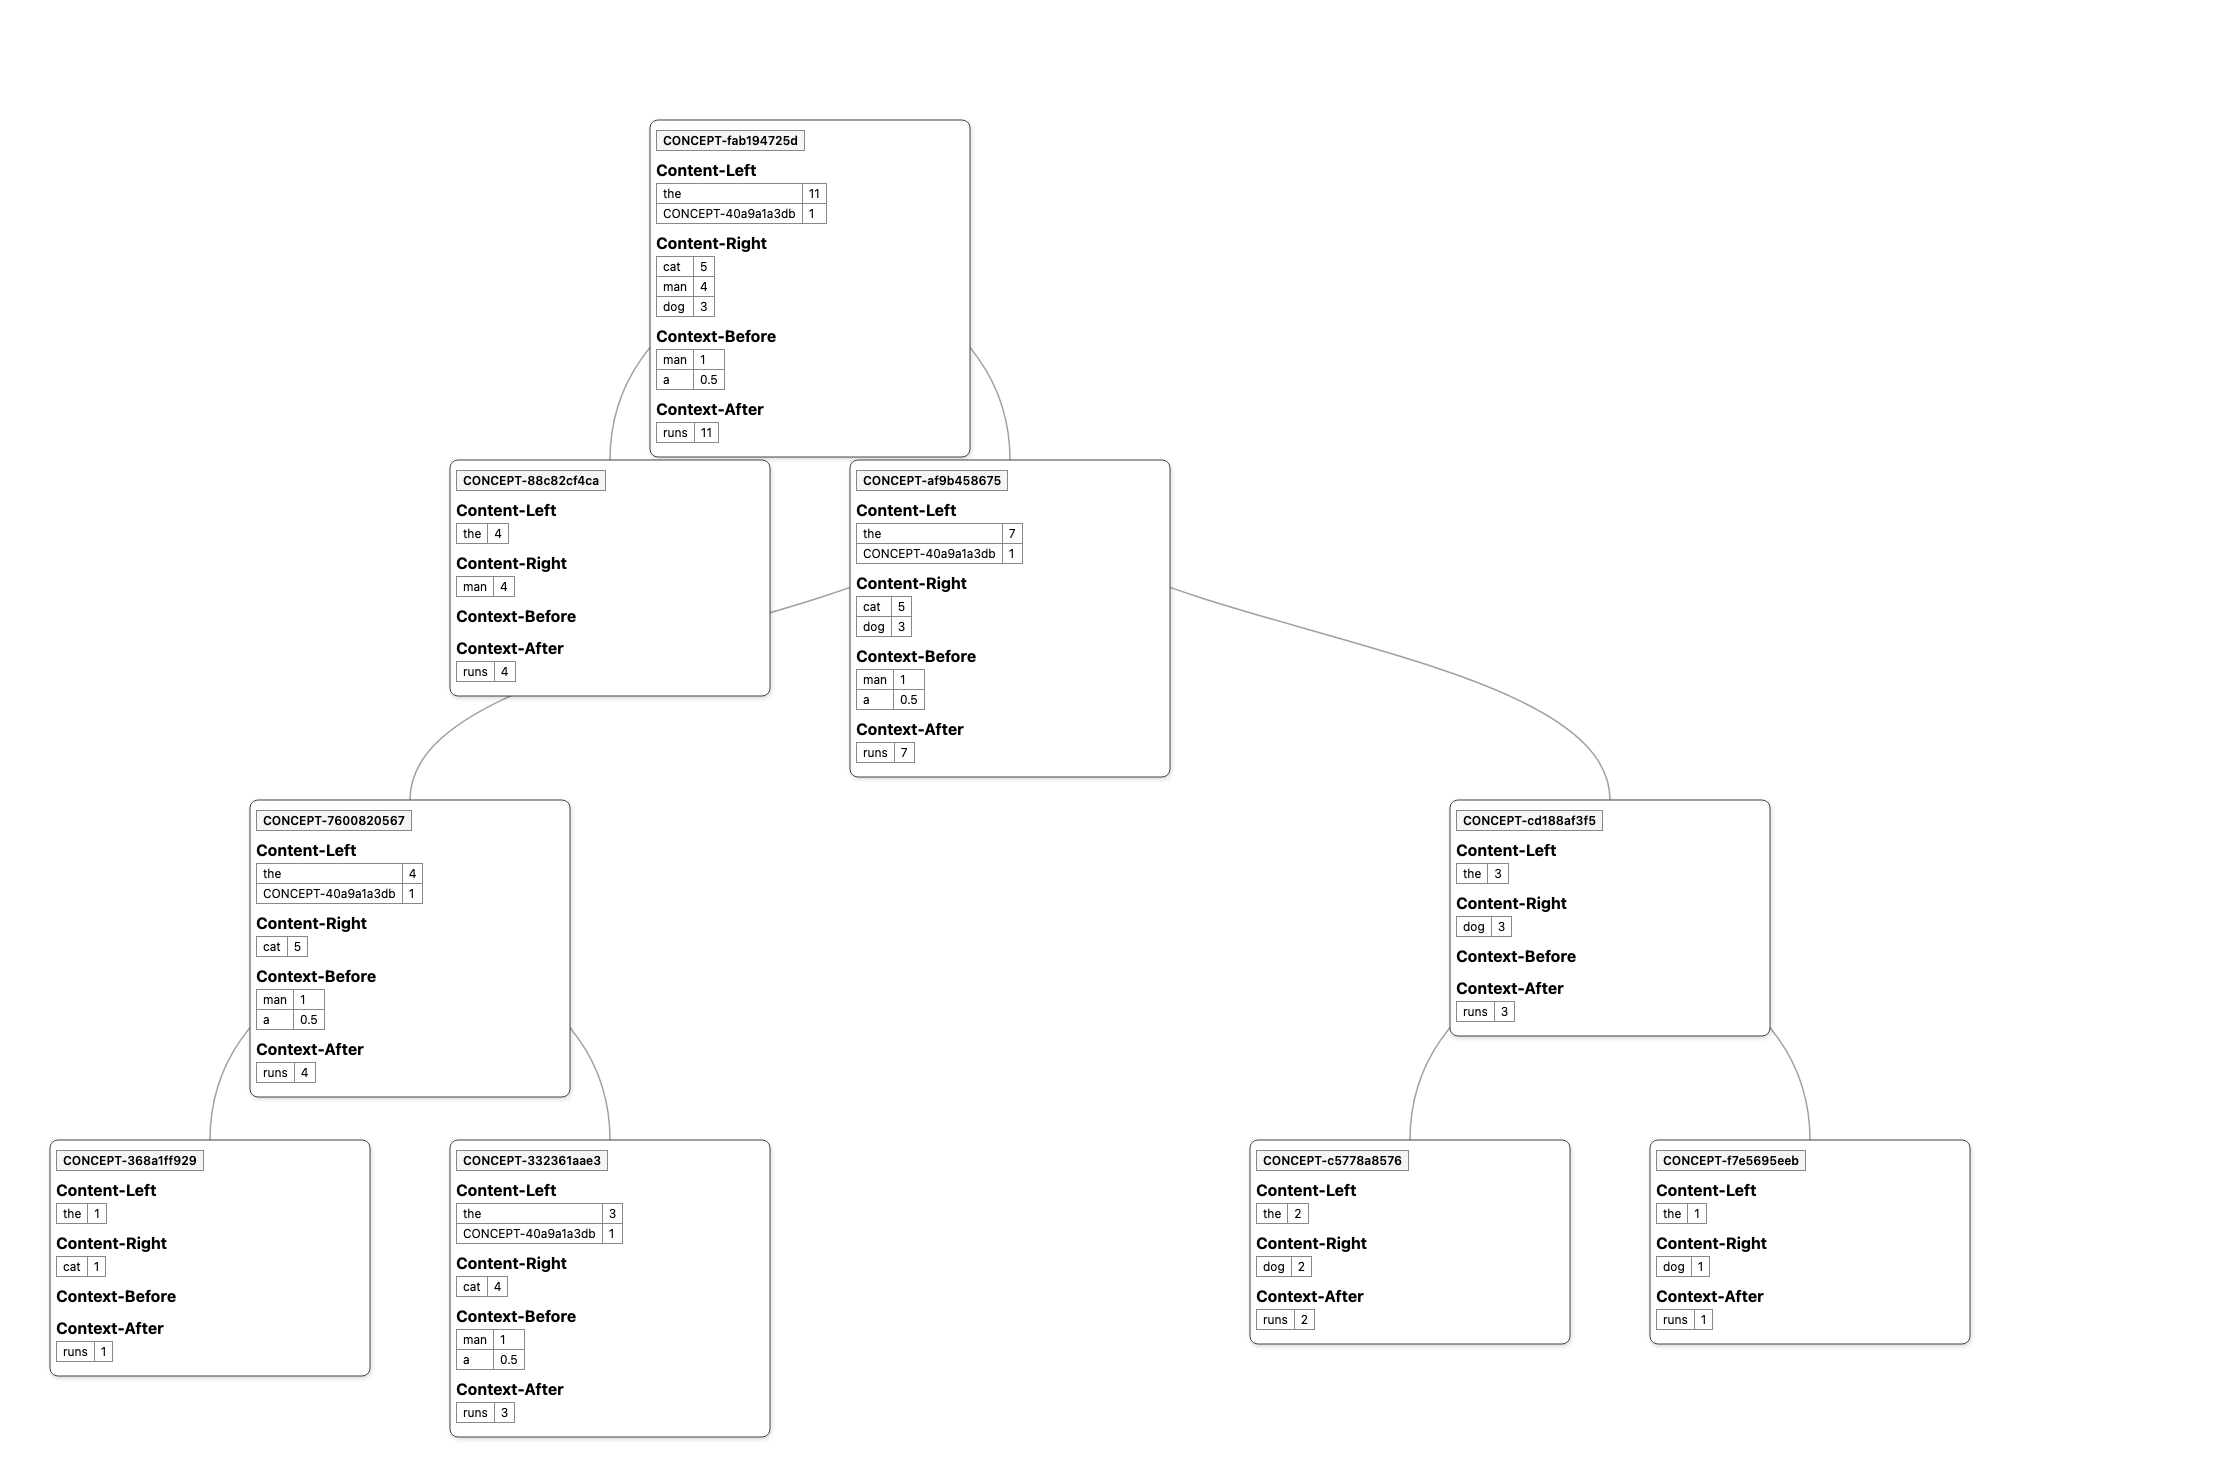 CONCEPT-fab194725d
Content-Left
the 11
CONCEPT-40a9a1a3db 1
Content-Right
cat 5
man 4
dog 3
Context-Before
man 1
a 0.5
Context-After
runs 11
CONCEPT-88c82cf4ca
Content-Left
the 4
Content-Right
man 4
Context-Before
Context-After
runs 4
CONCEPT-af9b458675
Content-Left
the 7
CONCEPT-40a9a1a3db 1
Content-Right
cat 5
dog 3
Context-Before
man 1
a 0.5
Context-After
runs 7
CONCEPT-7600820567
Content-Left
the 4
CONCEPT-40a9a1a3db 1
Content-Right
cat 5
Context-Before
man 1
a 0.5
Context-After
runs 4
CONCEPT-cd188af3f5
Content-Left
the 3
Content-Right
dog 3
Context-Before
Context-After
runs 3
CONCEPT-368a1ff929
Content-Left
the 1
Content-Right
cat 1
Context-Before
Context-After
runs 1
CONCEPT-332361aae3
Content-Left
the 3
CONCEPT-40a9a1a3db 1
Content-Right
cat 4
Context-Before
man 1
a 0.5
Context-After
runs 3
CONCEPT-c5778a8576
Content-Left
the 2
Content-Right
dog 2
Context-After
runs 2
CONCEPT-f7e5695eeb
Content-Left
the 1
Content-Right
dog 1
Context-After
runs 1